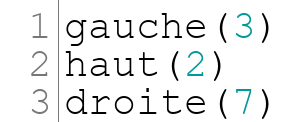 1 gauche(3)
2 haut(2)
3 droite(7)